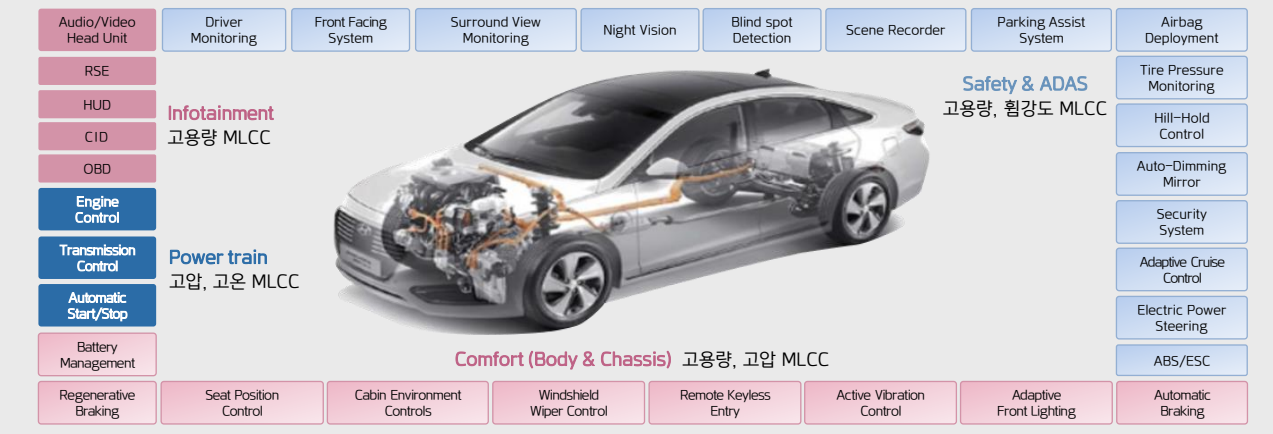 Audio/Video
Head Unit
Driver
Monitoring
Front Facing
System
Surround View
Monitoring
Night Vision
Blind spot
Detection
Scene Recorder
Parking Assist
System
Airbag
Deployment
RSE
HUD
CID
OBD
Engine
Control
Transmission
Control
Automatic
Start/Stop
Battery
Management
Infotainment
고용량 MLCC
Power train
고압, 고온 MLCC
Safety & ADAS
고용량, 휨강도 MLCC
Comfort (Body & Chassis) 고용량, 고압 MLCC
Tire Pressure
Monitoring
Hill-Hold
Control
Auto-Dimming
Mirror
Security
System
Adaptive Cruise
Control
Electric Power
Steering
ABS/ESC
Regenerative
Braking
Seat Position
Control
Cabin Environment
Controls
Windshield
Wiper Control
Remote Keyless
Entry
Active Vibration
Control
Adaptive
Front Lighting
Automatic
Braking